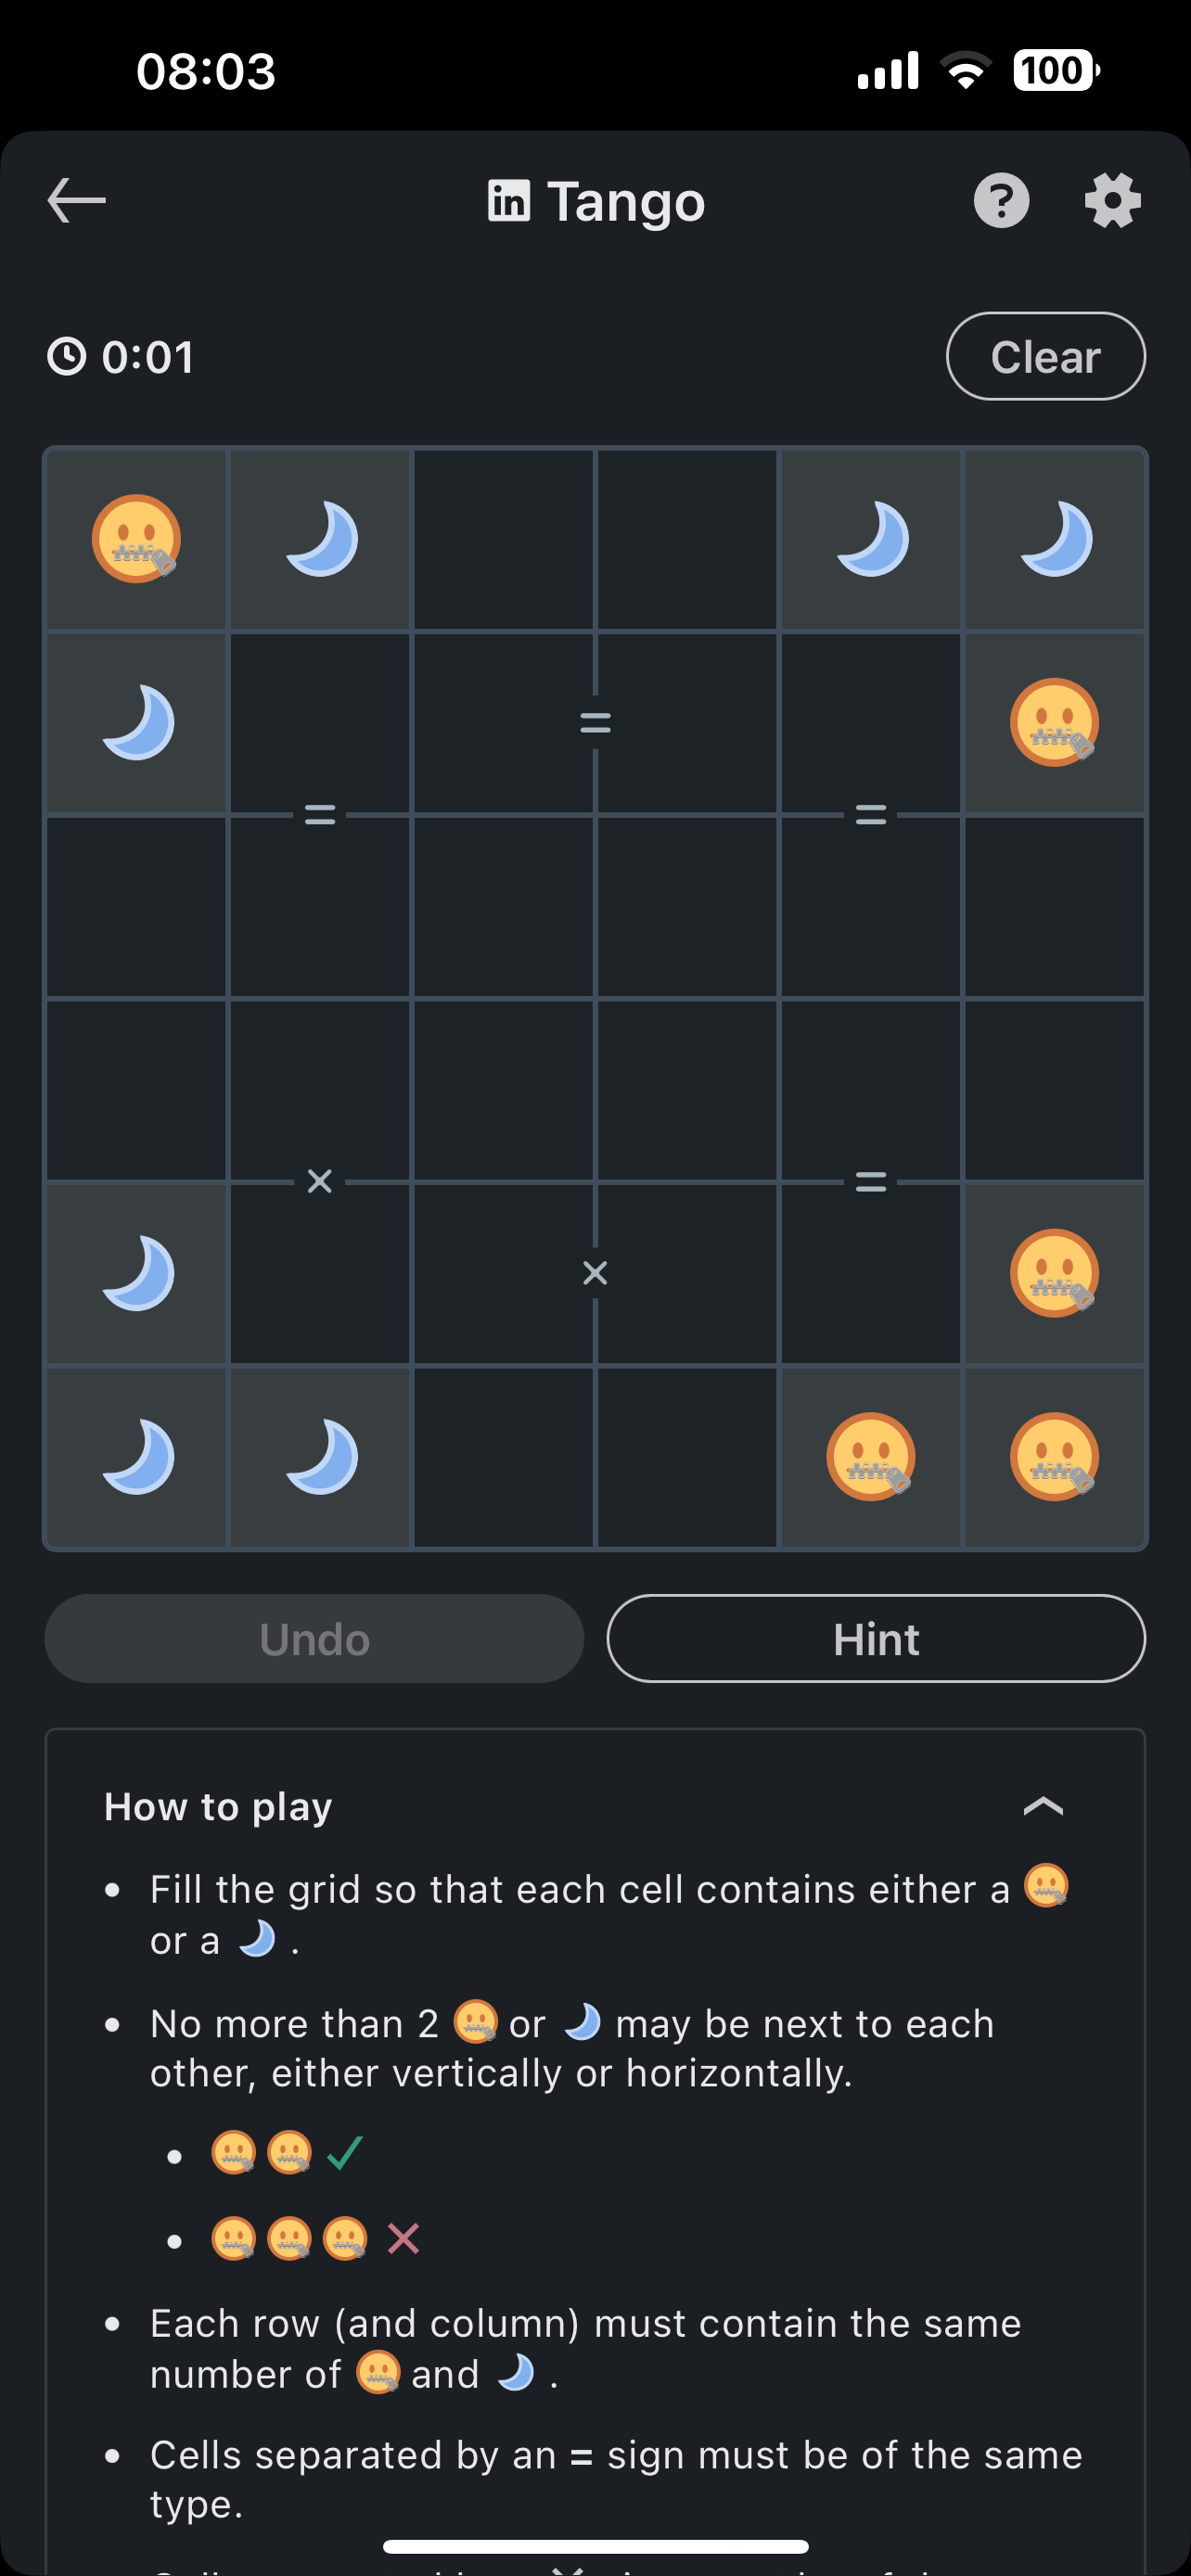 08:03
100
in Tango
?
0:01
Clear
=
= =
× =
×
Undo
Hint
How to play
• Fill the grid so that each cell contains either a 🤐
or a 🌙 .
• No more than 2 🤐 or 🌙 may be next to each
other, either vertically or horizontally.
• 🤐 🤐 ✓
• 🤐 🤐 🤐 ✕
• Each row (and column) must contain the same
number of 🤐 and 🌙 .
• Cells separated by an = sign must be of the same
type.